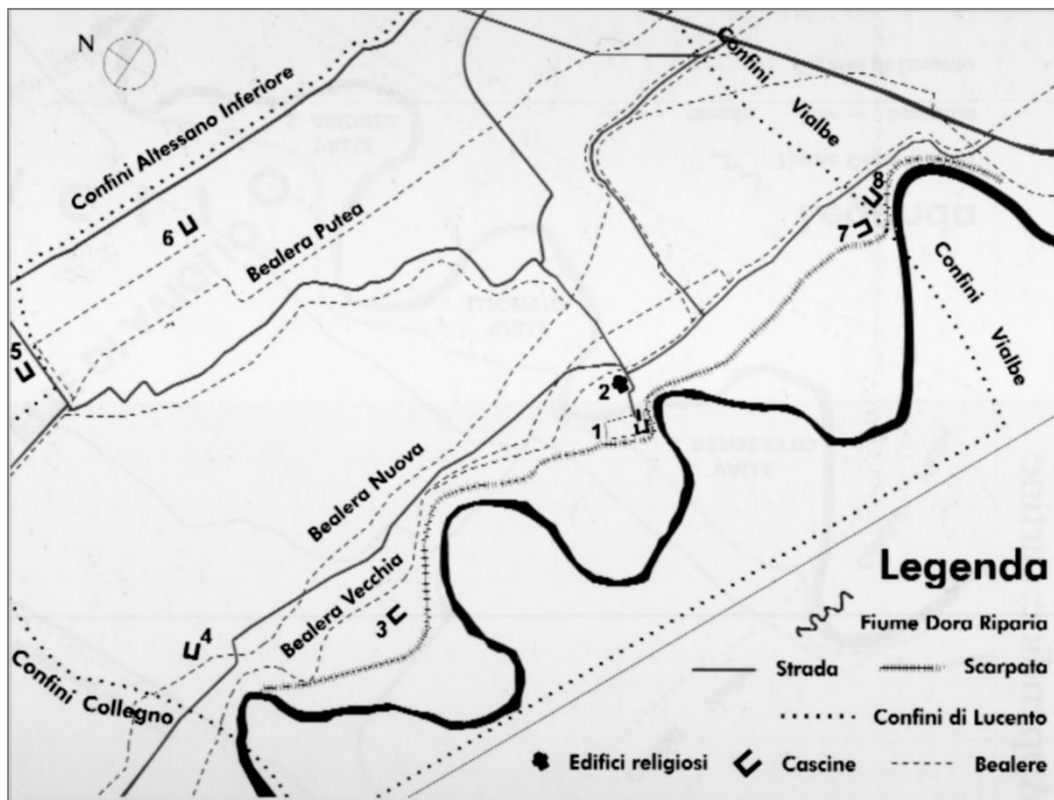 N
Confini Altessano Inferiore
Confini
Vialbe
8
7
6
Bealera Putea
Confini
Vialbe
5
2
1
Bealera Nuova
Bealera Vecchia
3
4
Confini Collegno
Legenda
Fiume Dora Riparia
Strada
Scarpata
Confini di Lucento
Edifici religiosi
Cascine
Bealere